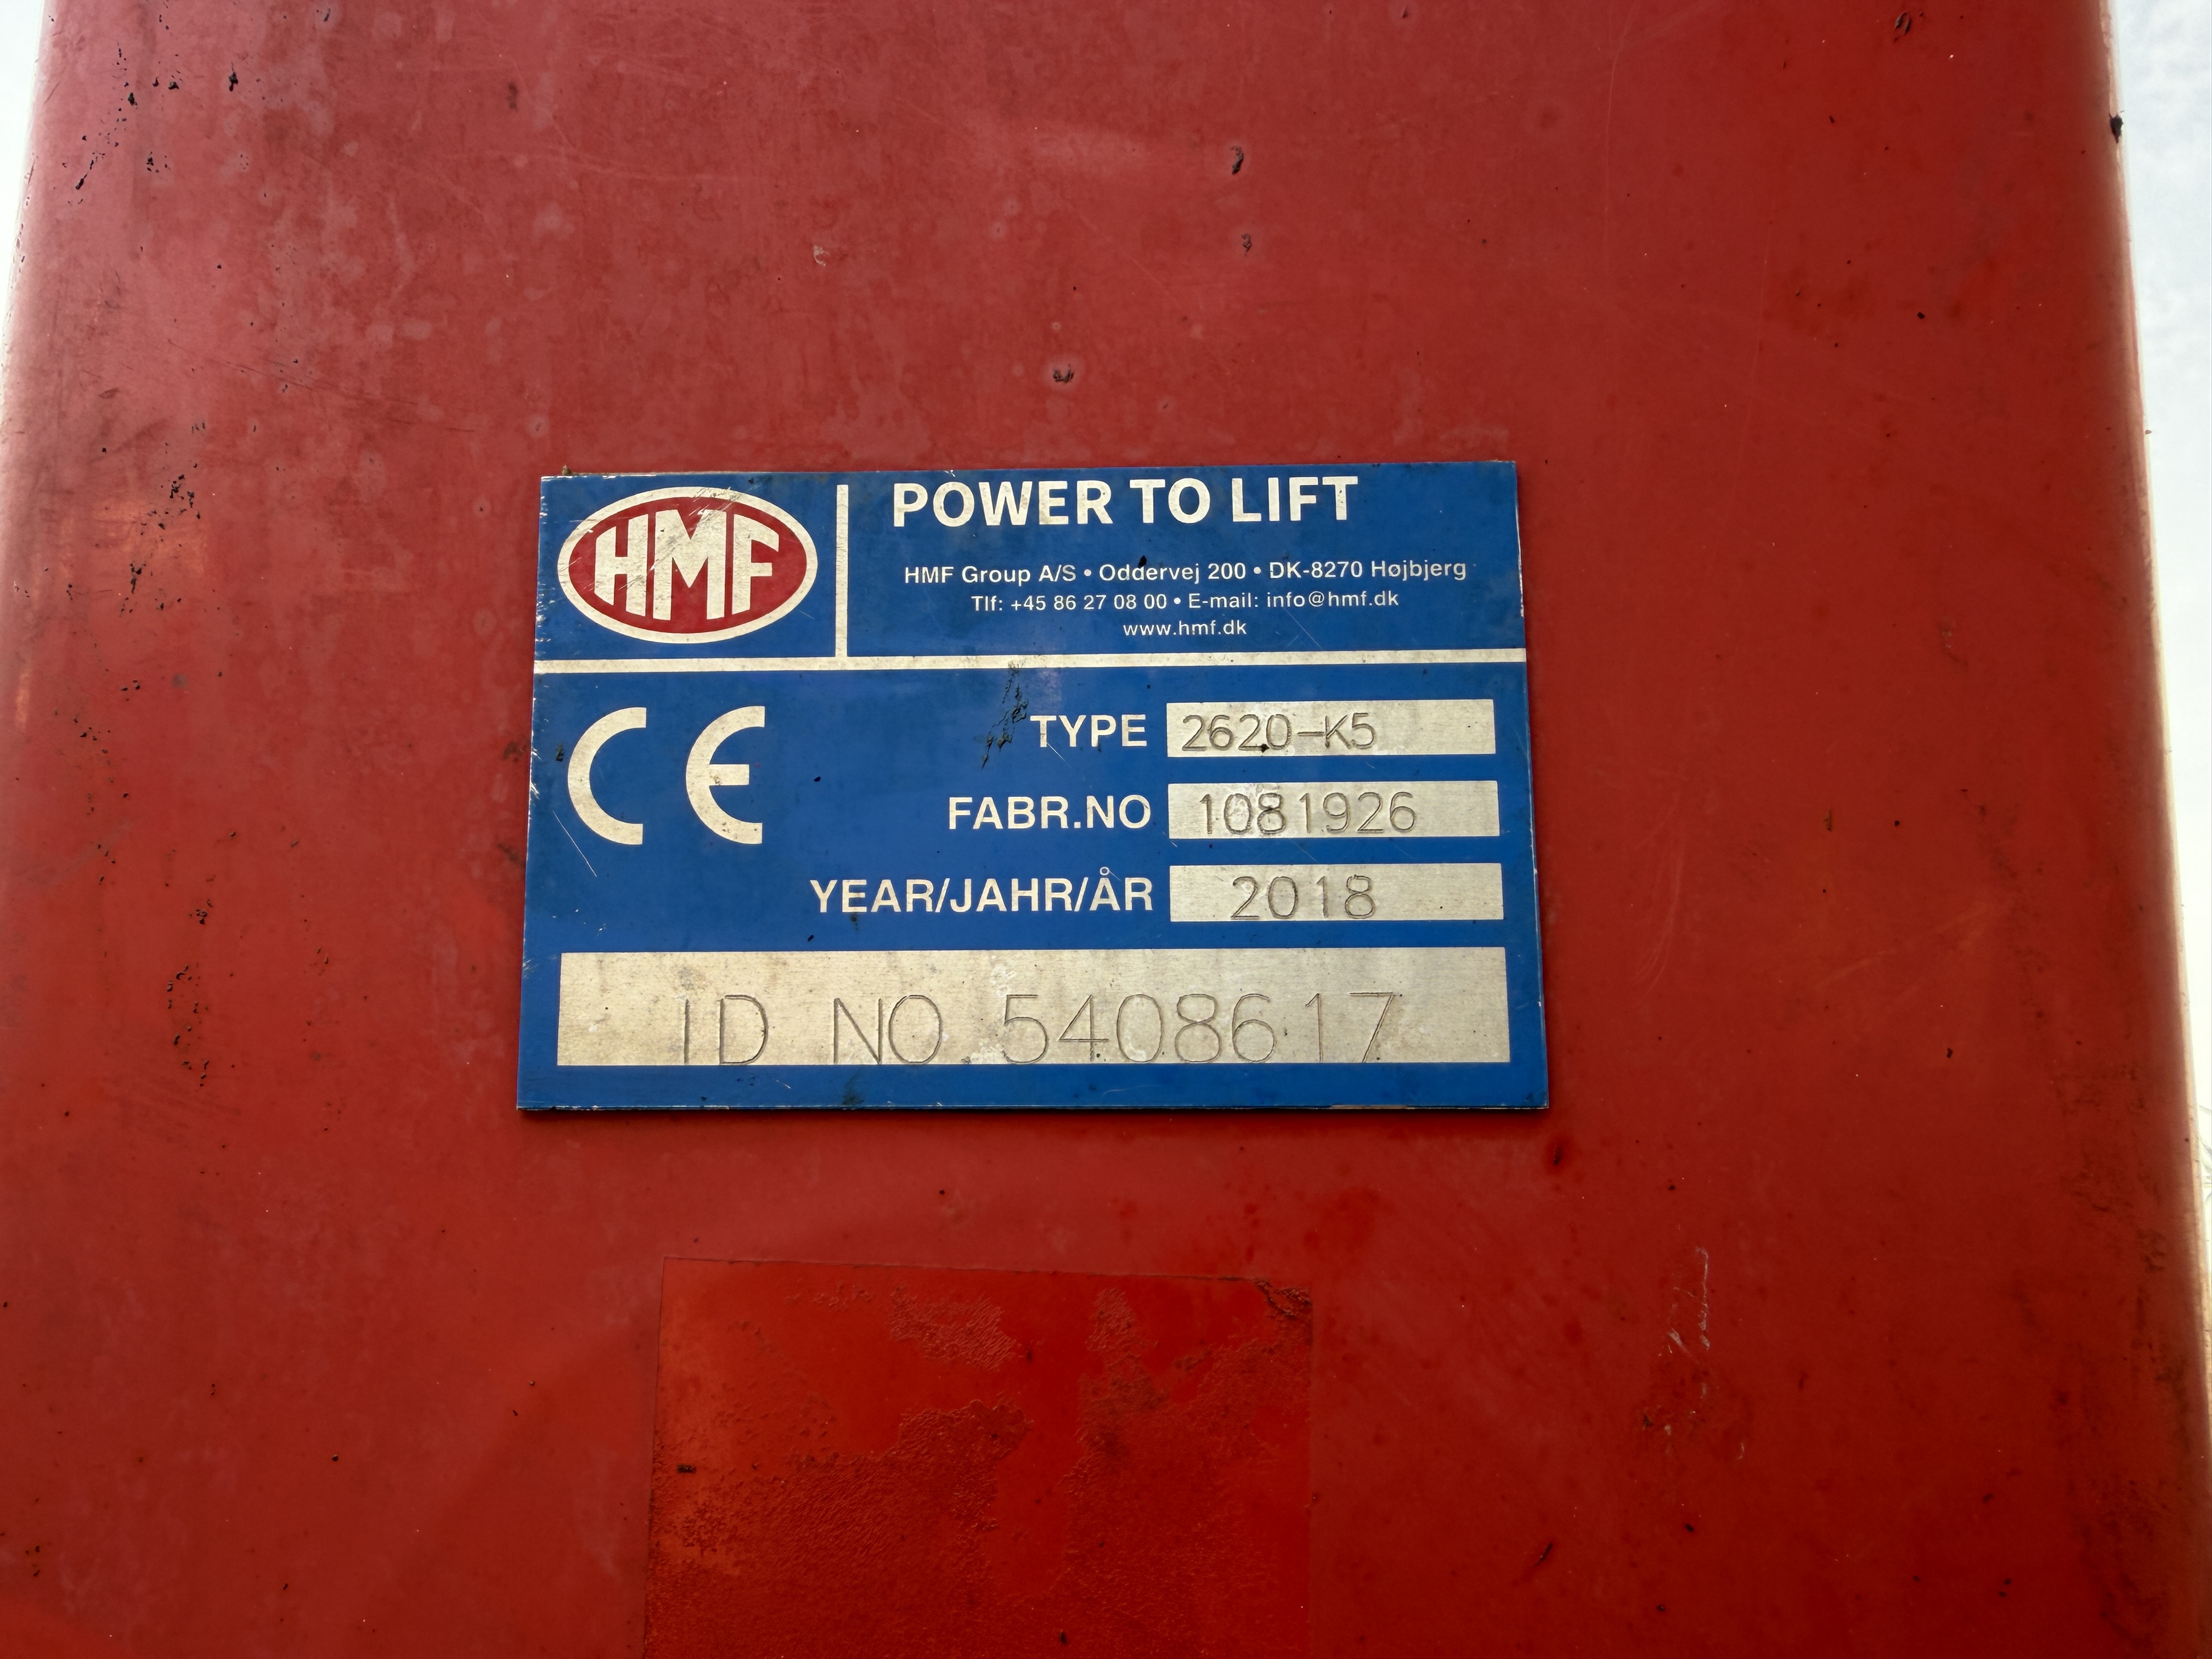 HMF
POWER TO LIFT
HMF Group A/S • Oddervej 200 • DK-8270 Højbjerg
Tlf: +45 86 27 08 00 • E-mail: info@hmf.dk
www.hmf.dk
CE
TYPE 2620-K5
FABR.NO 1081926
YEAR/JAHR/ÅR 2018
ID NO. 5408617